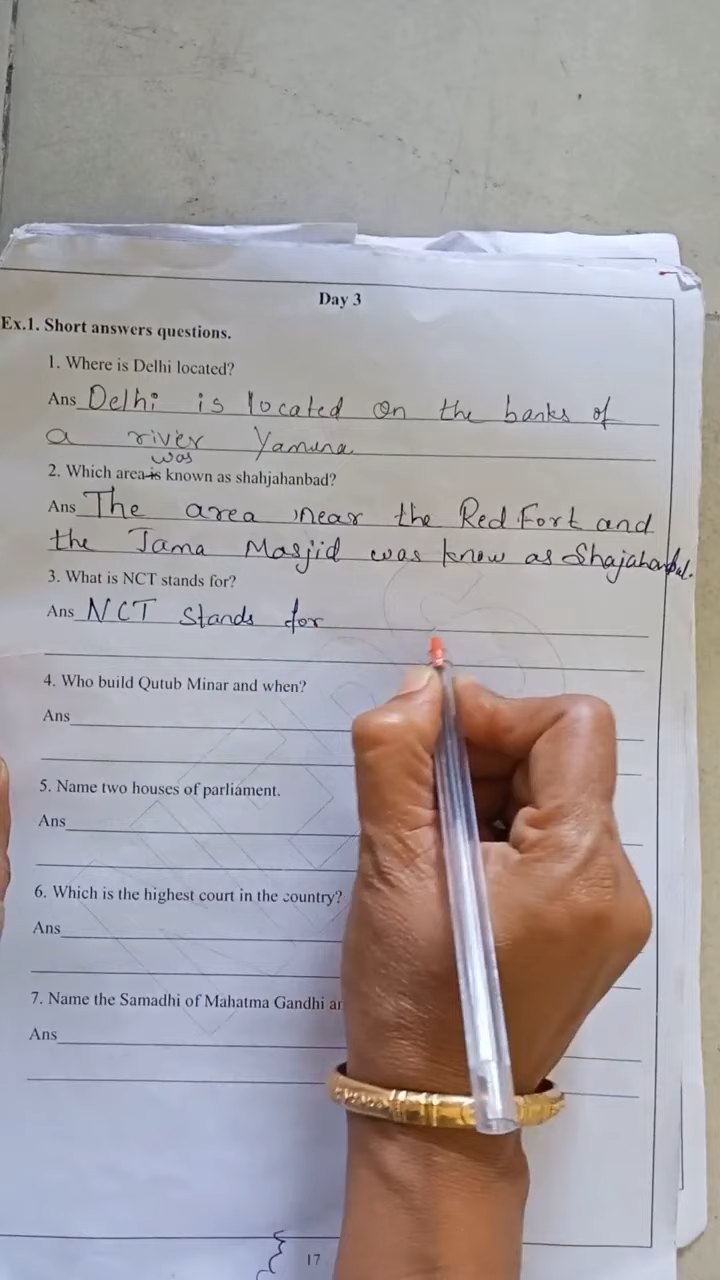 Day 3
Ex.1. Short answers questions.
1. Where is Delhi located?
Ans Delhi is located on the banks of
a river Yamuna
was
2. Which area is known as shahjahanbad?
Ans The area near the Red Fort and
the Jama Masjid was know as
3. What is NCT stands for?
Ans NCT stands for
4. Who build Qutub Minar and when?
Ans
5. Name two houses of parliament.
Ans
6. Which is the highest court in the country?
Ans
7. Name the Samadhi of Mahatma Gandhi
Ans
17